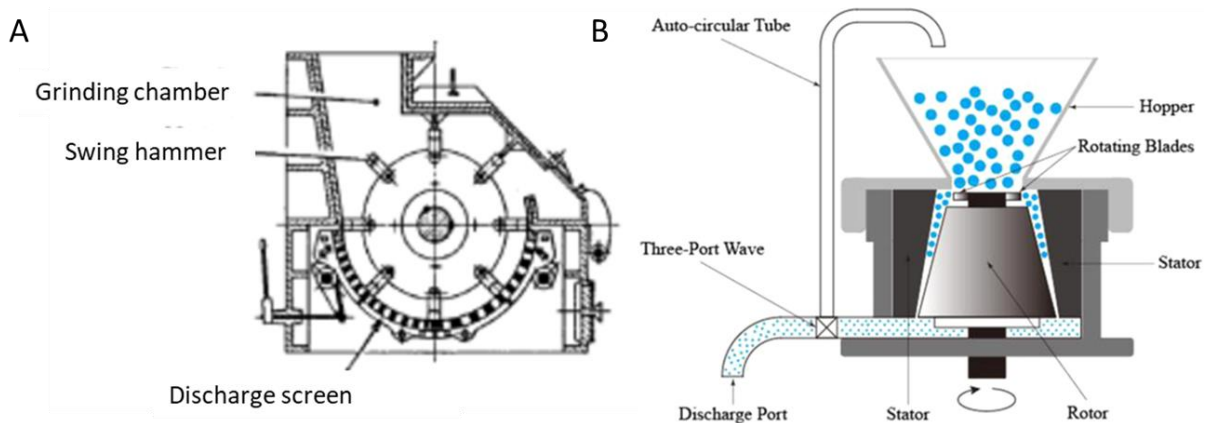 A
Grinding chamber
Swing hammer
Discharge screen
B
Auto-circular Tube
Hopper
Rotating Blades
Three-Port Wave
Stator
Discharge Port
Stator
Rotor